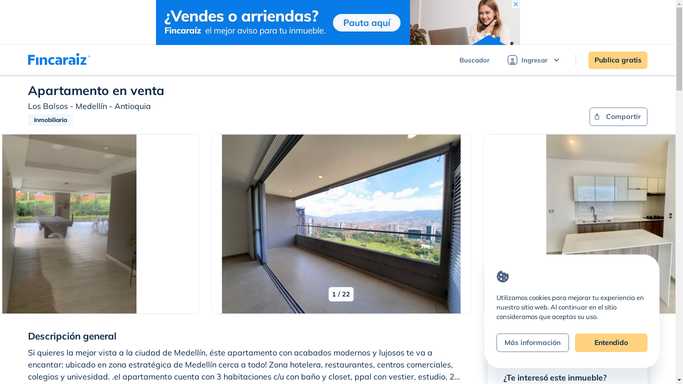 ¿Vendes o arriendas?
Fincaraíz el mejor aviso para tu inmueble.
Pauta aquí
Fincaraíz
Buscador
Ingresar
Publica gratis
Apartamento en venta
Los Balsos - Medellín - Antioquia
Inmobiliaria
Compartir
1 / 22
Utilizamos cookies para mejorar tu experiencia en
nuestro sitio web. Al continuar en el sitio
consideramos que aceptas su uso.
Más información
Entendido
Descripción general
Si quieres la mejor vista a la ciudad de Medellín, éste apartamento con acabados modernos y lujosos te va a
encantar: ubicado en zona estratégica de Medellín cerca a todo! Zona hotelera, restaurantes, centros comerciales,
colegios y univesidad. .el apartamento cuenta con 3 habitaciones c/u con baño y closet, ppal con vestier, estudio. 2...
¿Te interesó este inmueble?